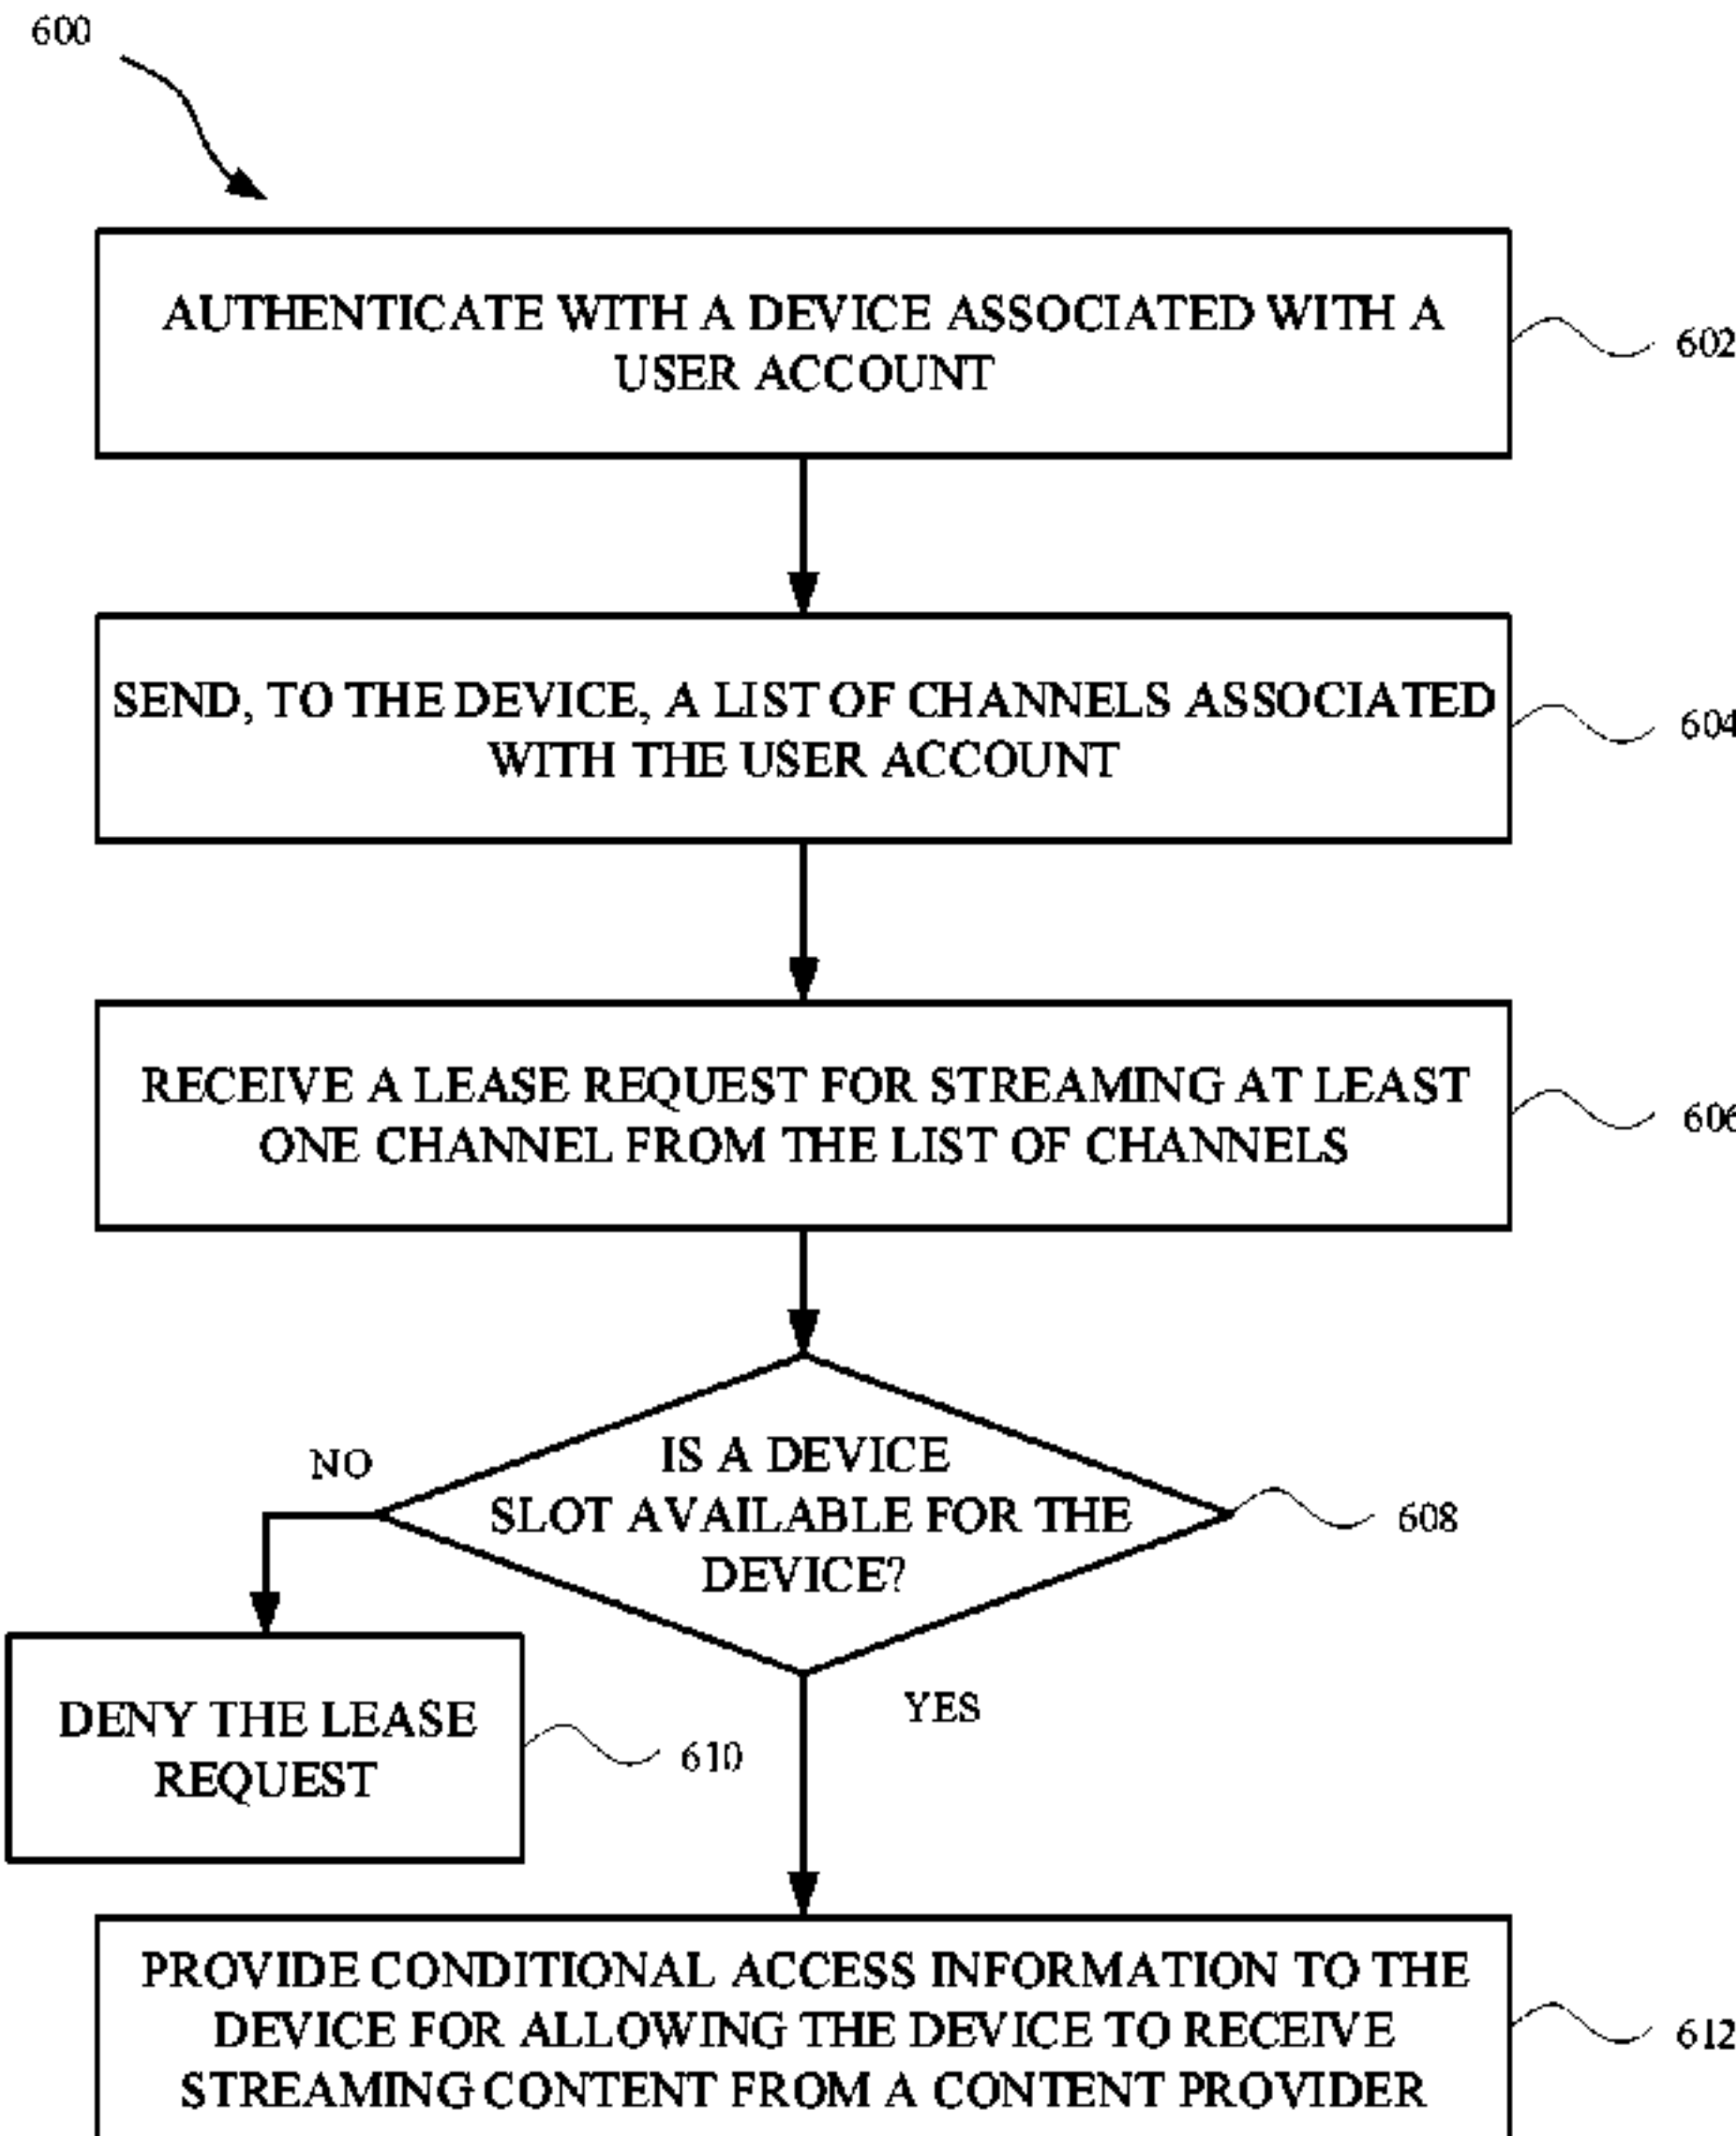 600
AUTHENTICATE WITH A DEVICE ASSOCIATED WITH A
USER ACCOUNT
602
SEND, TO THE DEVICE, A LIST OF CHANNELS ASSOCIATED
WITH THE USER ACCOUNT
604
RECEIVE A LEASE REQUEST FOR STREAMING AT LEAST
ONE CHANNEL FROM THE LIST OF CHANNELS
606
NO
IS A DEVICE
SLOT AVAILABLE FOR THE
DEVICE?
608
YES
DENY THE LEASE
REQUEST
610
PROVIDE CONDITIONAL ACCESS INFORMATION TO THE
DEVICE FOR ALLOWING THE DEVICE TO RECEIVE
STREAMING CONTENT FROM A CONTENT PROVIDER
612